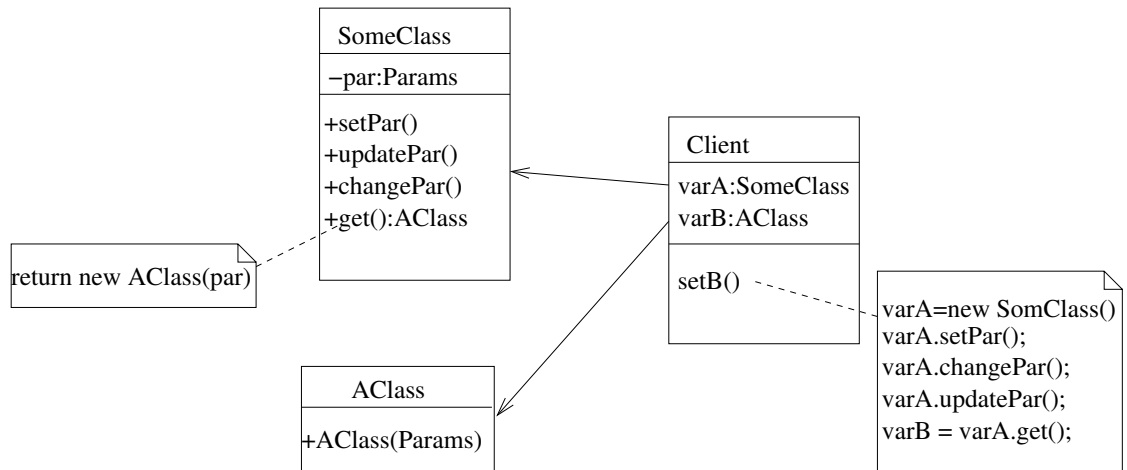 SomeClass
−par:Params
+setPar()
+updatePar()
+changePar()
+get():AClass
return new AClass(par)
Client
varA:SomeClass
varB:AClass
setB()
varA=new SomClass()
varA.setPar();
varA.changePar();
varA.updatePar();
varB = varA.get();
AClass
+AClass(Params)